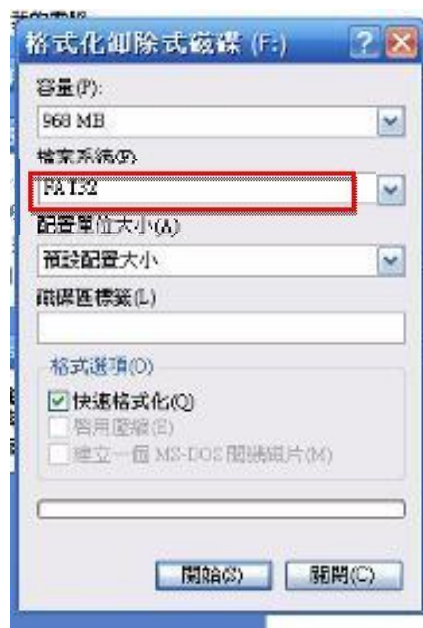 格式化卸除式磁碟 (F:)
容量(P):
968 MB
檔案系統(F)
FAT32
配置單位大小(A)
預設配置大小
磁碟區標籤(L)
格式選項(O)
快速格式化(Q)
啟用壓縮(E)
建立一個 MS-DOS 開機磁片(M)
開始(S)
關閉(C)